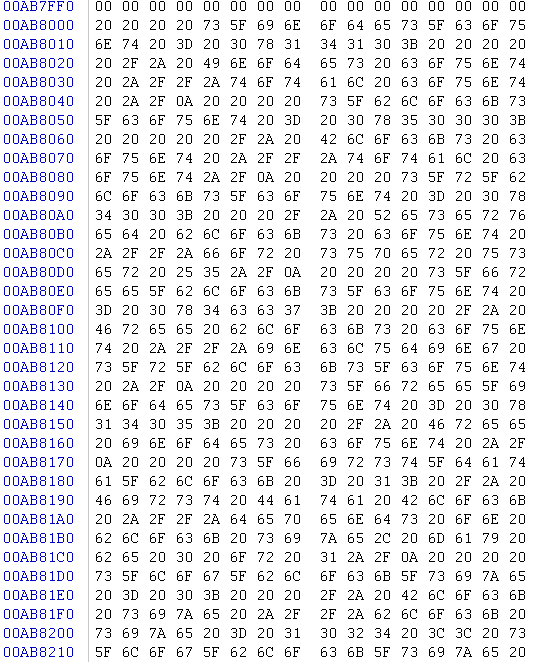 00AB7FF0 00 00 00 00 00 00 00 00 00 00 00 00 00 00 00 00
00AB8000 20 20 20 20 73 5F 69 6E 6F 64 65 73 5F 63 6F 75
00AB8010 6E 74 20 3D 20 30 78 31 34 31 30 3B 20 20 20 20
00AB8020 20 2F 2A 20 49 6E 6F 64 65 73 20 63 6F 75 6E 74
00AB8030 20 2A 2F 2F 2A 74 6F 74 61 6C 20 63 6F 75 6E 74
00AB8040 20 2A 2F 0A 20 20 20 20 73 5F 62 6C 6F 63 6B 73
00AB8050 5F 63 6F 75 6E 74 20 3D 20 30 78 35 30 30 30 3B
00AB8060 20 20 20 20 20 2F 2A 20 42 6C 6F 63 6B 73 20 63
00AB8070 6F 75 6E 74 20 2A 2F 2F 2A 74 6F 74 61 6C 20 63
00AB8080 6F 75 6E 74 2A 2F 0A 20 20 20 20 73 5F 72 5F 62
00AB8090 6C 6F 63 6B 73 5F 63 6F 75 6E 74 20 3D 20 30 78
00AB80A0 34 30 30 3B 20 20 20 2F 2A 20 52 65 73 65 72 76
00AB80B0 65 64 20 62 6C 6F 63 6B 73 20 63 6F 75 6E 74 20
00AB80C0 2A 2F 2F 2A 66 6F 72 20 73 75 70 65 72 20 75 73
00AB80D0 65 72 20 25 35 2A 2F 0A 20 20 20 20 73 5F 66 72
00AB80E0 65 65 5F 62 6C 6F 63 6B 73 5F 63 6F 75 6E 74 20
00AB80F0 3D 20 30 78 34 63 63 37 3B 20 20 20 20 2F 2A 20
00AB8100 46 72 65 65 20 62 6C 6F 63 6B 73 20 63 6F 75 6E
00AB8110 74 20 2A 2F 2F 2A 69 6E 63 6C 75 64 69 6E 67 20
00AB8120 73 5F 72 5F 62 6C 6F 63 6B 73 5F 63 6F 75 6E 74
00AB8130 20 2A 2F 0A 20 20 20 20 73 5F 66 72 65 65 5F 69
00AB8140 6E 6F 64 65 73 5F 63 6F 75 6E 74 20 3D 20 30 78
00AB8150 31 34 30 35 3B 20 20 20 20 2F 2A 20 46 72 65 65
00AB8160 20 69 6E 6F 64 65 73 20 63 6F 75 6E 74 20 2A 2F
00AB8170 0A 20 20 20 20 73 5F 66 69 72 73 74 5F 64 61 74
00AB8180 61 5F 62 6C 6F 63 6B 20 3D 20 31 3B 20 2F 2A 20
00AB8190 46 69 72 73 74 20 44 61 74 61 20 42 6C 6F 63 6B
00AB81A0 20 2A 2F 2F 2A 64 65 70 65 6E 64 73 20 6F 6E 20
00AB81B0 62 6C 6F 63 6B 20 73 69 7A 65 2C 20 6D 61 79 20
00AB81C0 62 65 20 30 20 6F 72 20 31 2A 2F 0A 20 20 20 20
00AB81D0 73 5F 6C 6F 67 5F 62 6C 6F 63 6B 5F 73 69 7A 65
00AB81E0 20 3D 20 30 3B 20 20 20 2F 2A 20 42 6C 6F 63 6B
00AB81F0 20 73 69 7A 65 20 2A 2F 2F 2A 62 6C 6F 63 6B 20
00AB8200 73 69 7A 65 20 3D 20 31 30 32 34 20 3C 3C 20 73
00AB8210 5F 6C 6F 67 5F 62 6C 6F 63 6B 5F 73 69 7A 65 20